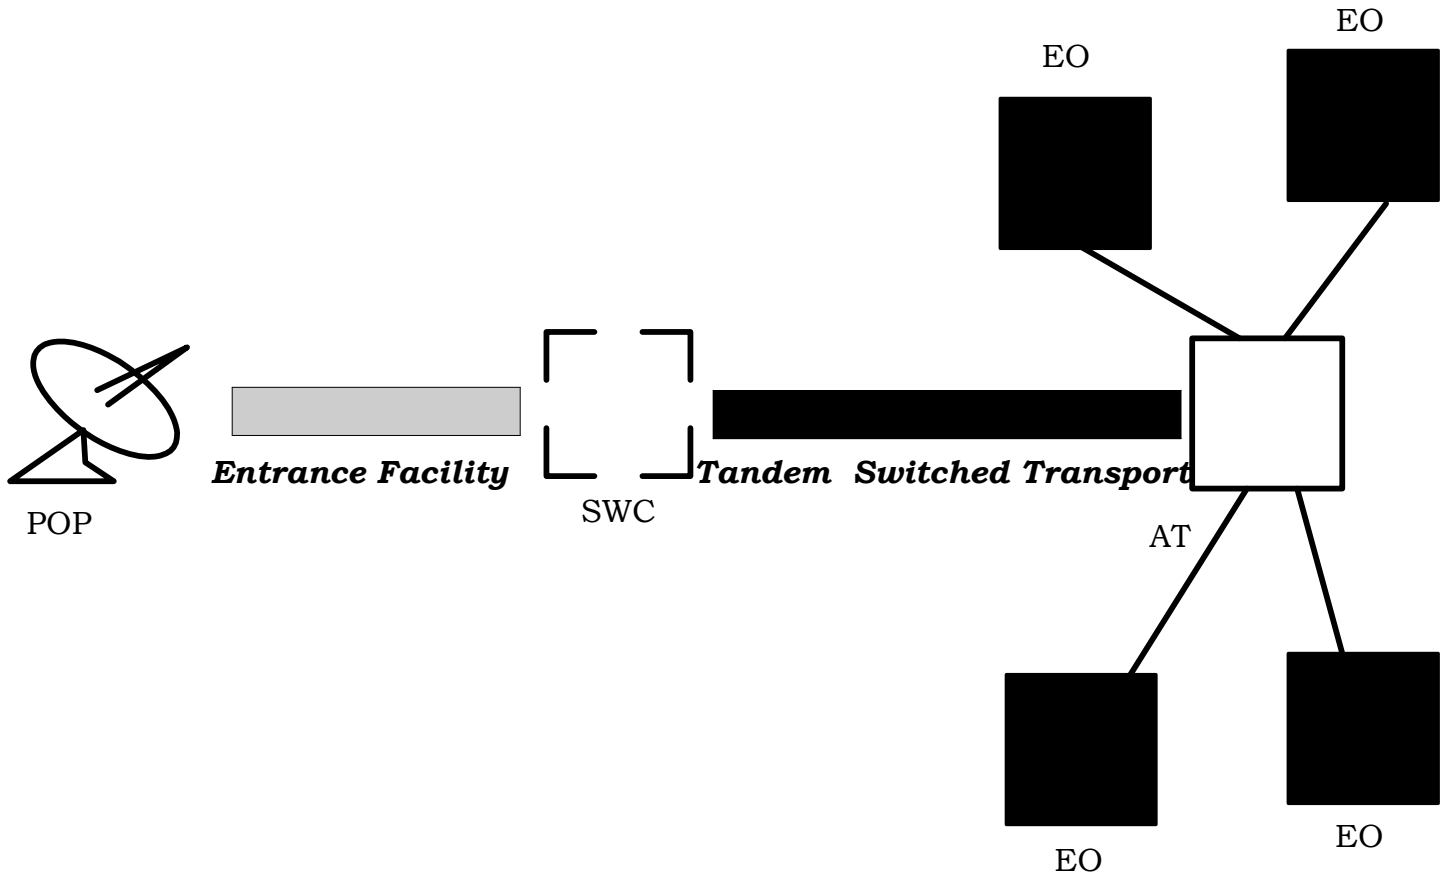 EO
EO
Entrance Facility
Tandem  Switched Transport
SWC
POP
AT
EO
EO